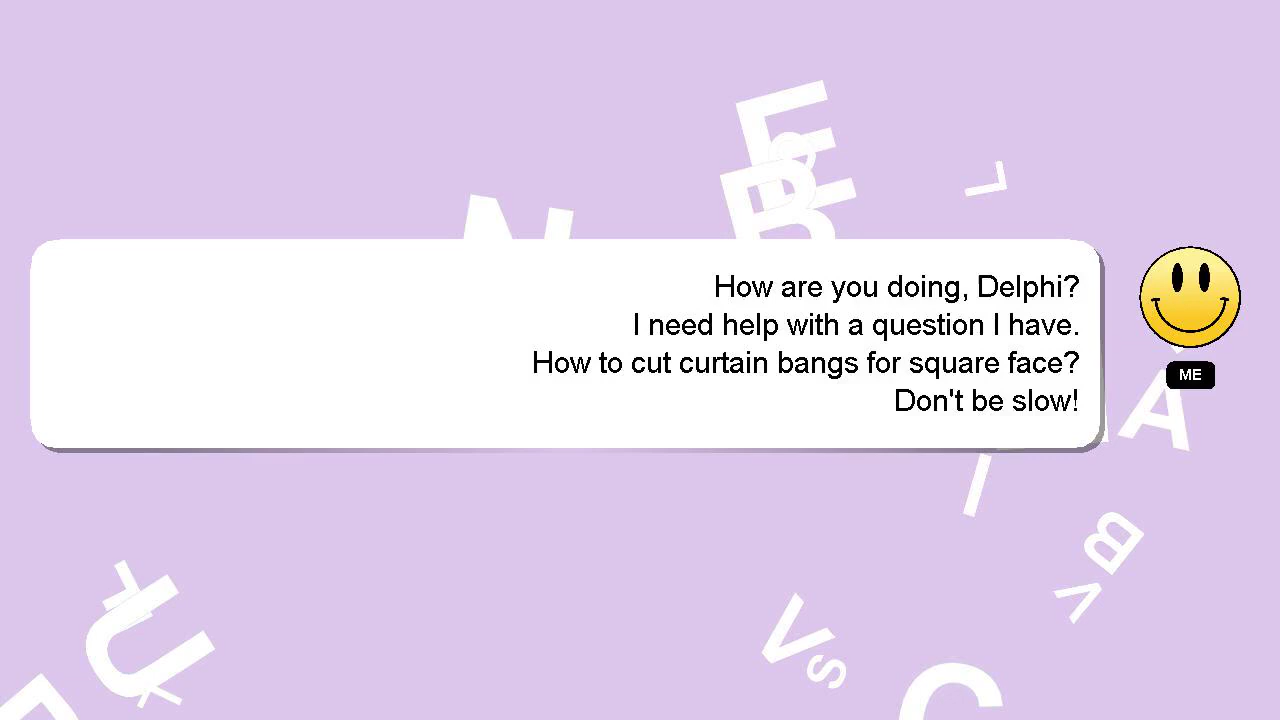 How are you doing, Delphi?
I need help with a question I have.
How to cut curtain bangs for square face?
Don't be slow!
ME
E
B
N
L
A
I
B
V
V
S
C
U